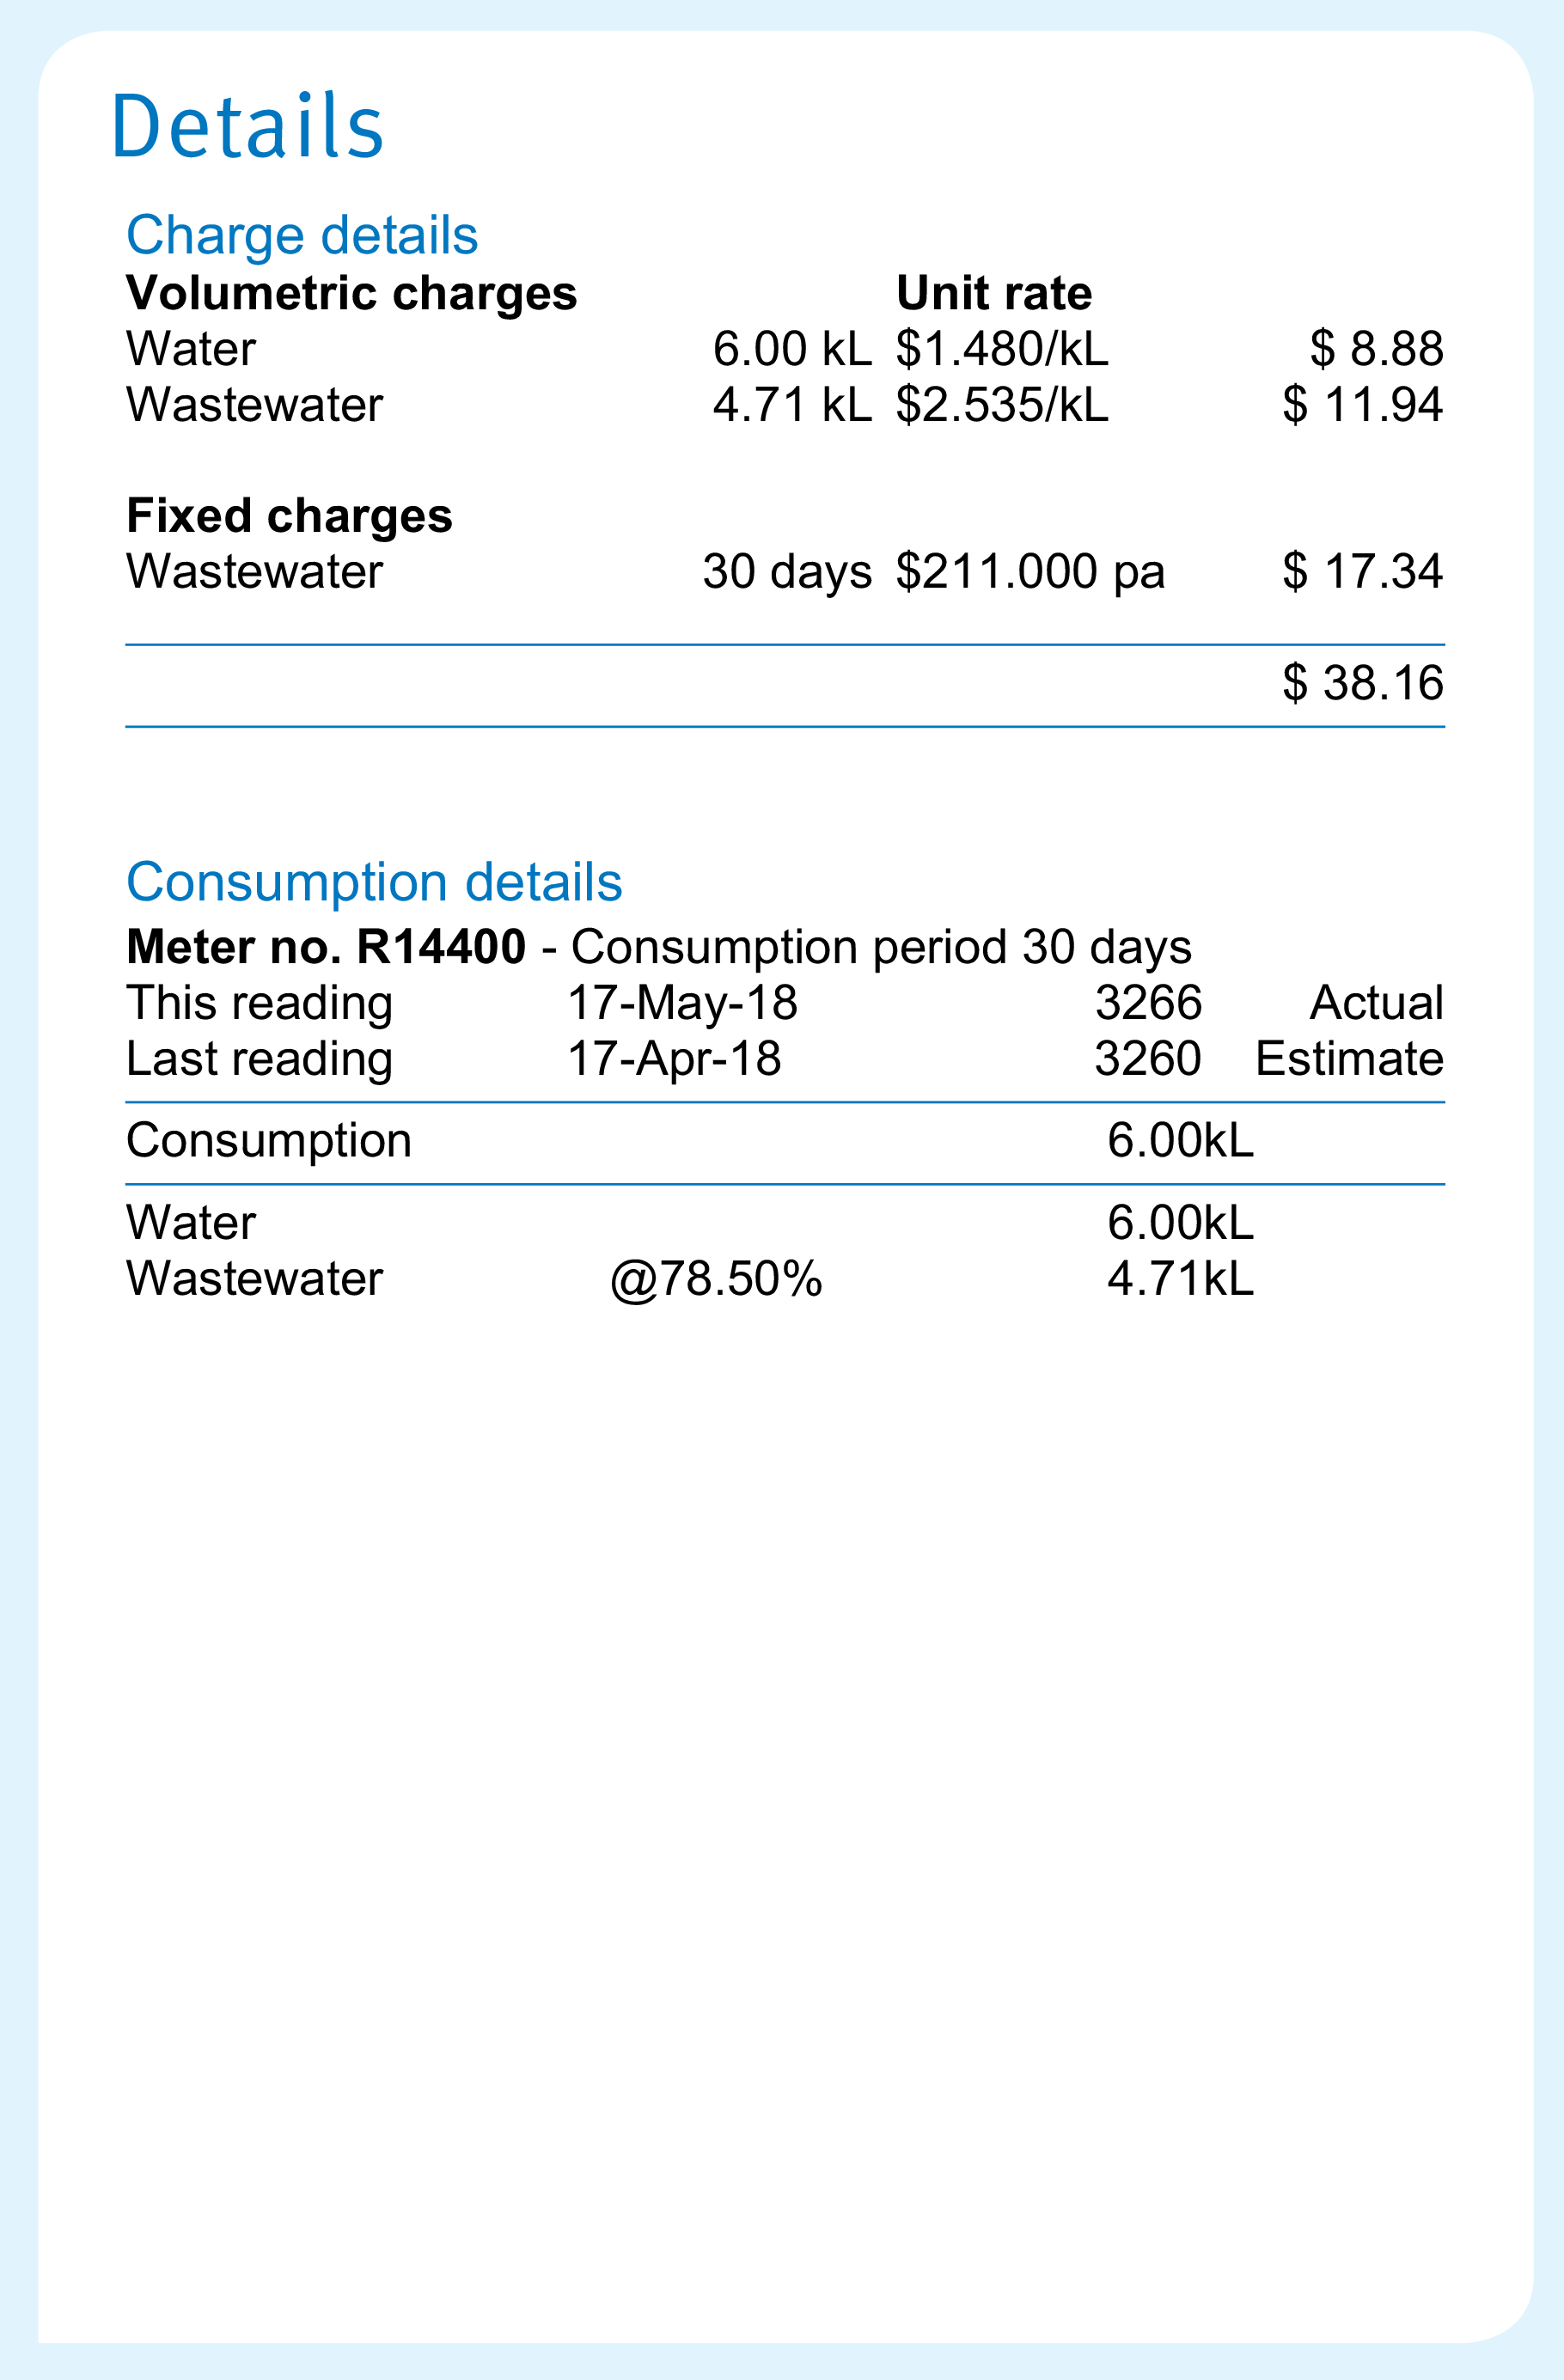 Details
Charge details
Volumetric charges Unit rate
Water 6.00 kL $1.480/kL $ 8.88
Wastewater 4.71 kL $2.535/kL $ 11.94
Fixed charges
Wastewater 30 days $211.000 pa $ 17.34
$ 38.16
Consumption details
Meter no. R14400 - Consumption period 30 days
This reading 17-May-18 3266 Actual
Last reading 17-Apr-18 3260 Estimate
Consumption 6.00kL
Water 6.00kL
Wastewater @78.50% 4.71kL